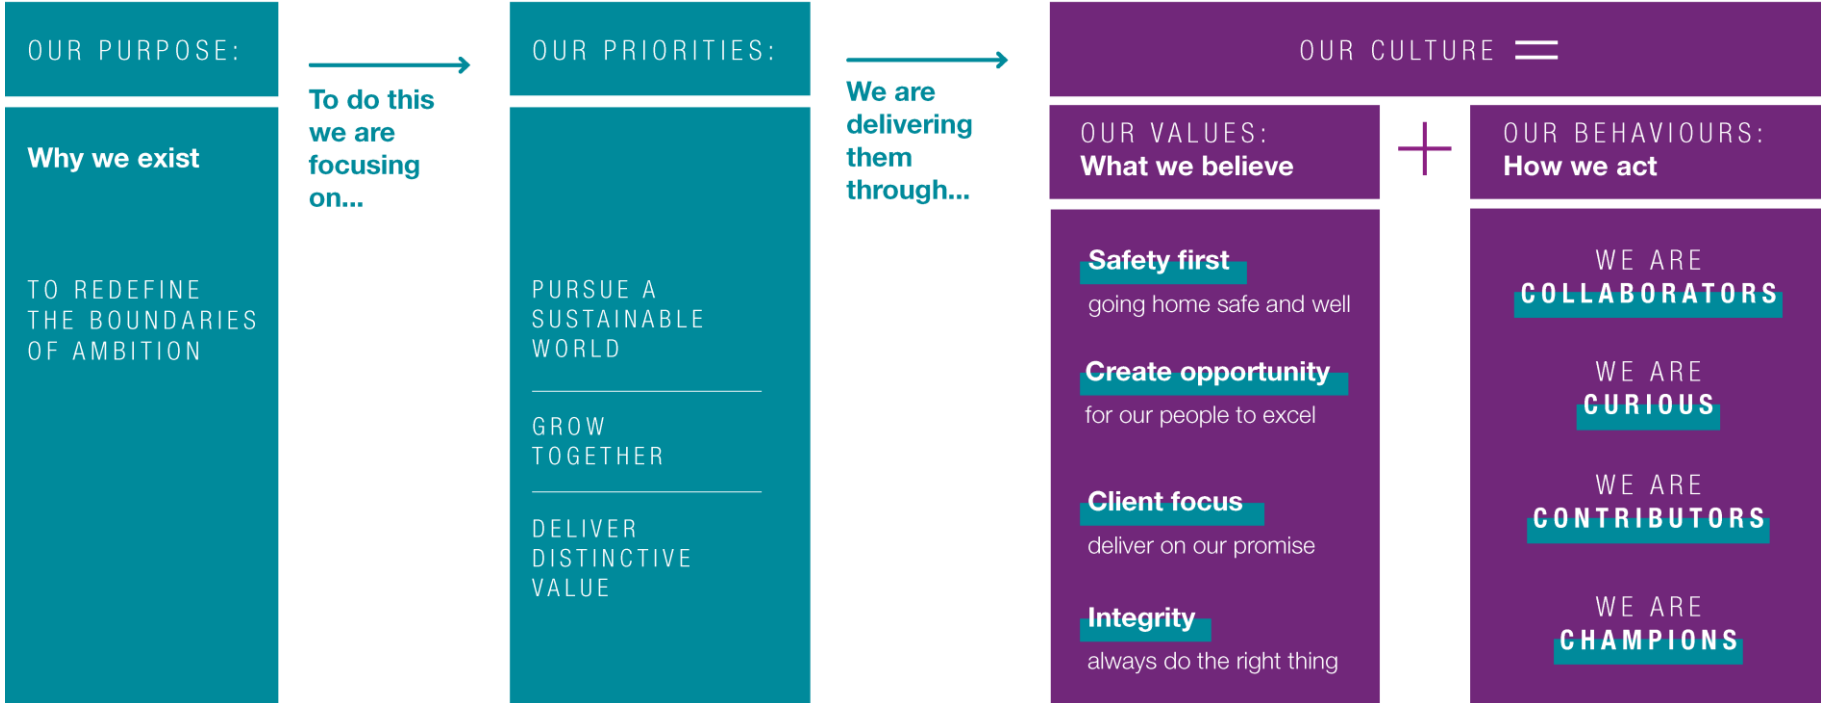 OUR PURPOSE:
Why we exist
TO REDEFINE
THE BOUNDARIES
OF AMBITION
To do this
we are
focusing
on...
OUR PRIORITIES:
PURSUE A
SUSTAINABLE
WORLD
GROW
TOGETHER
DELIVER
DISTINCTIVE
VALUE
We are
delivering
them
through...
OUR CULTURE =
OUR VALUES:
What we believe
Safety first
going home safe and well
Create opportunity
for our people to excel
Client focus
deliver on our promise
Integrity
always do the right thing
+
OUR BEHAVIOURS:
How we act
WE ARE
COLLABORATORS
WE ARE
CURIOUS
WE ARE
CONTRIBUTORS
WE ARE
CHAMPIONS